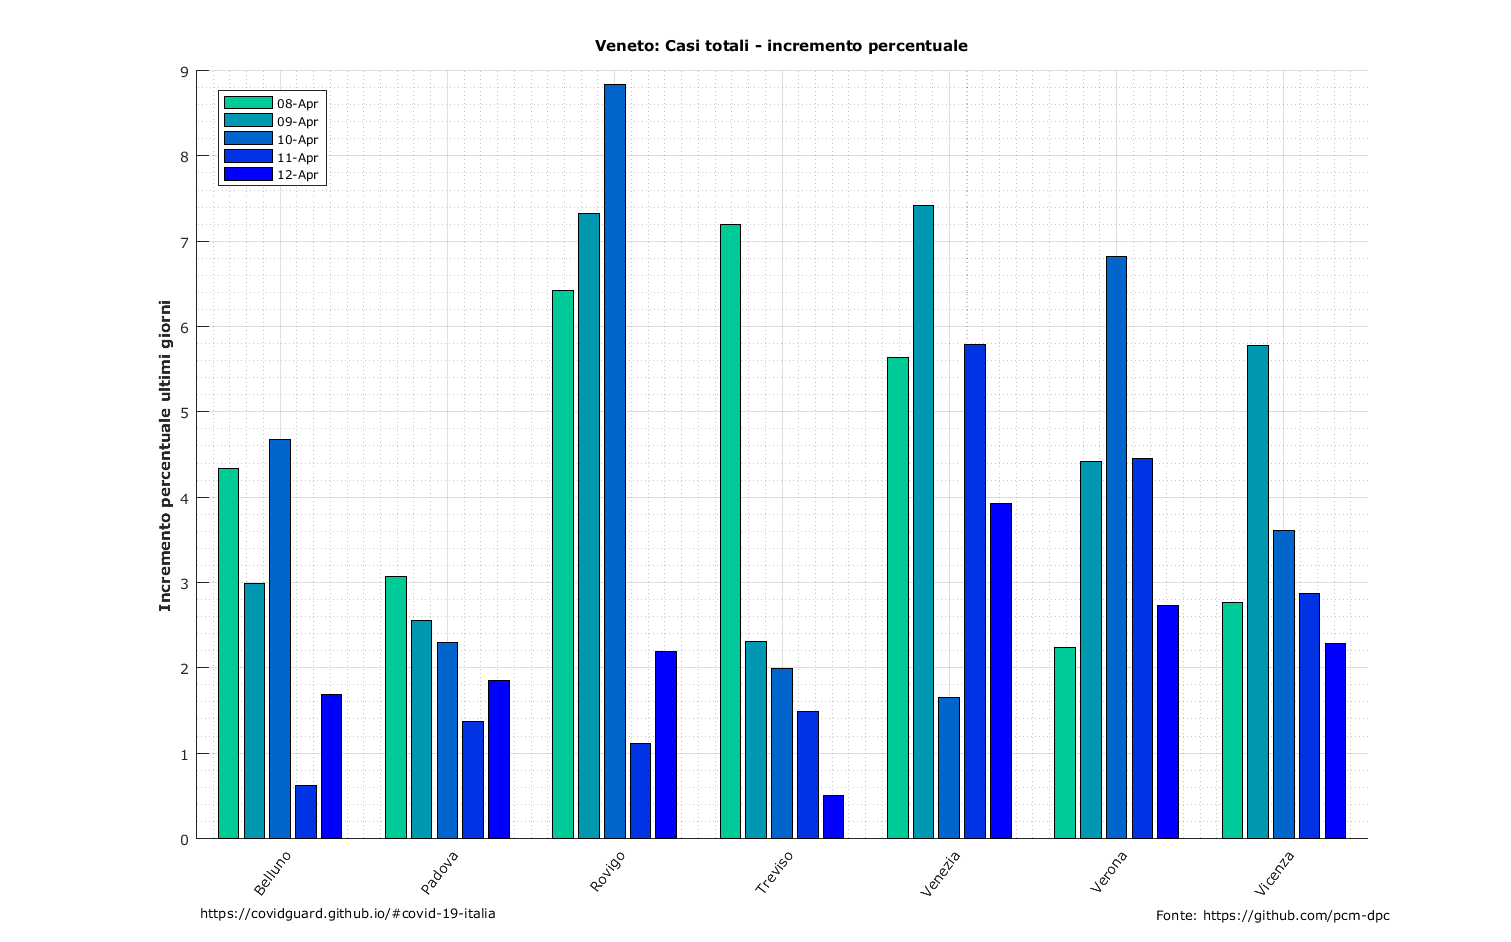 Veneto: Casi totali - incremento percentuale
08-Apr
09-Apr
10-Apr
11-Apr
12-Apr
Incremento percentuale ultimi giorni
9
8
7
6
5
4
3
2
1
0
Belluno
Padova
Rovigo
Treviso
Venezia
Verona
Vicenza
https://covidguard.github.io/#covid-19-italia
Fonte: https://github.com/pcm-dpc